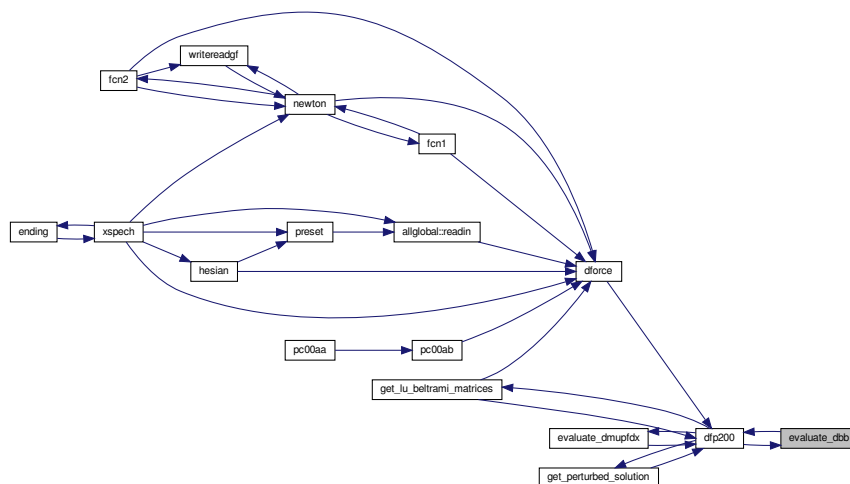 writereadgf
fcn2
newton
fcn1
ending
xspech
preset
allglobal::readin
hesian
dforce
pc00aa
pc00ab
get_lu_beltrami_matrices
evaluate_dmupfdx
dfp200
evaluate_dbb
get_perturbed_solution